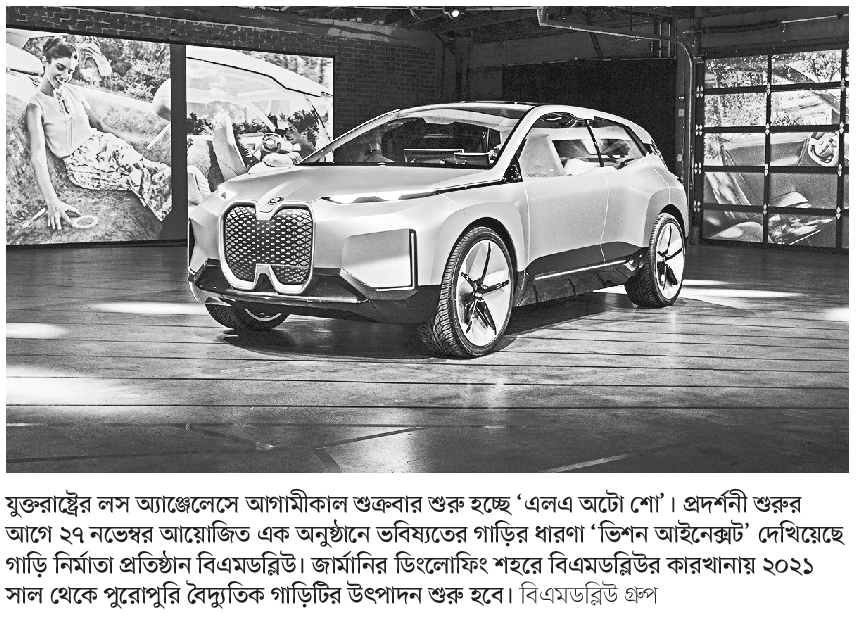 যুক্তরাষ্ট্রের লস অ্যাঞ্জেলেসে আগামীকাল শুক্রবার শুরু হচ্ছে ‘এলএ অটো শো’। প্রদর্শনী শুরুর
আগে ২৭ নভেম্বর আয়োজিত এক অনুষ্ঠানে ভবিষ্যতের গাড়ির ধারণা ‘ভিশন আইনেক্সট’ দেখিয়েছে
গাড়ি নির্মাতা প্রতিষ্ঠান বিএমডব্লিউ। জার্মানির ডিংলোফিং শহরে বিএমডব্লিউর কারখানায় ২০২১
সাল থেকে পুরোপুরি বৈদ্যুতিক গাড়িটির উৎপাদন শুরু হবে। বিএমডব্লিউ গ্রুপ